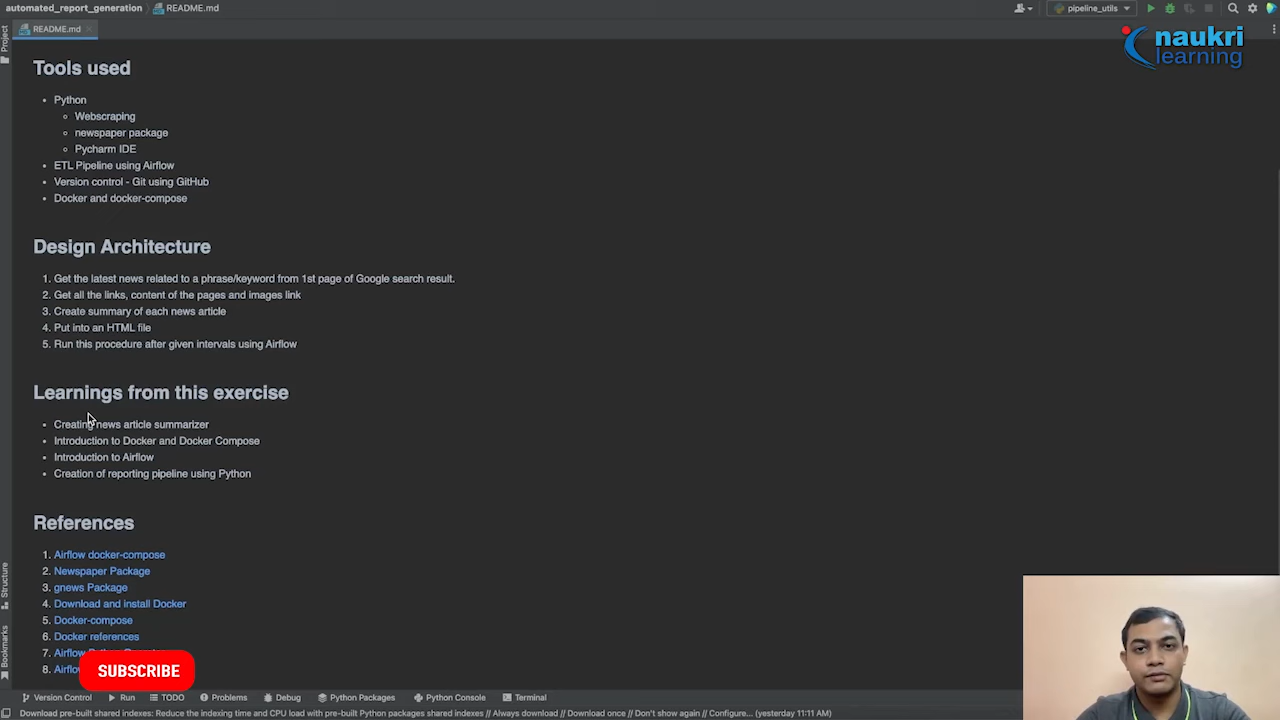 automated_report_generation
README.md
pipeline_utils
README.md
naukri
learning
Project
Tools used
Python
Webscraping
newspaper package
Pycharm IDE
ETL Pipeline using Airflow
Version control - Git using GitHub
Docker and docker-compose
Design Architecture
1. Get the latest news related to a phrase/keyword from 1st page of Google search result.
2. Get all the links, content of the pages and images link
3. Create summary of each news article
4. Put into an HTML file
5. Run this procedure after given intervals using Airflow
Learnings from this exercise
Creating news article summarizer
Introduction to Docker and Docker Compose
Introduction to Airflow
Creation of reporting pipeline using Python
References
1. Airflow docker-compose
2. Newspaper Package
3. gnews Package
4. Download and install Docker
5. Docker-compose
6. Docker references
7. Airflow
8. Airflow
SUBSCRIBE
Structure
Bookmarks
Version Control
Run
TODO
Problems
Debug
Python Packages
Python Console
Terminal
Download pre-built shared indexes: Reduce the indexing time and CPU load with pre-built Python packages shared indexes // Always download // Download once // Don't show again // Configure... (yesterday 11:11 AM)